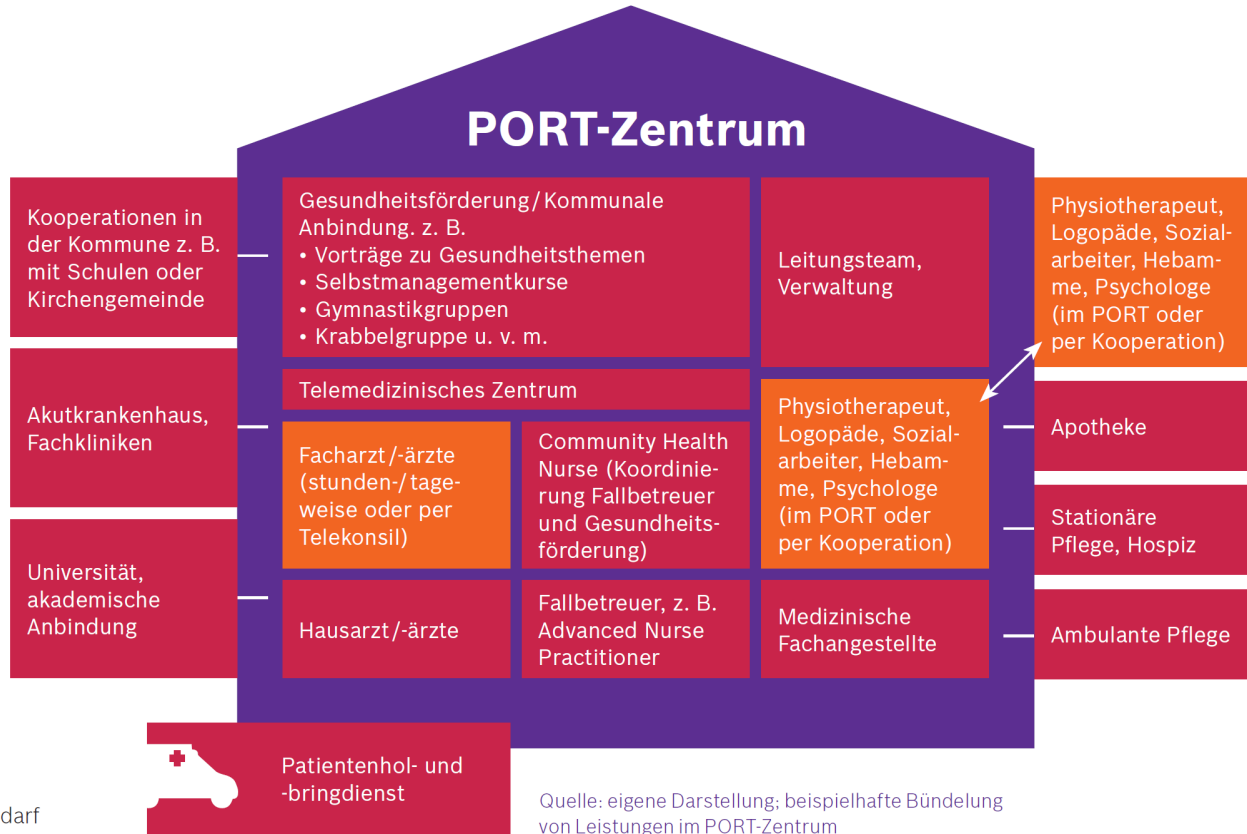 PORT-Zentrum
Kooperationen in
der Kommune z. B.
mit Schulen oder
Kirchengemeinde
Akutkrankenhaus,
Fachkliniken
Universität,
akademische
Anbindung
Gesundheitsförderung/Kommunale
Anbindung. z. B.
• Vorträge zu Gesundheitsthemen
• Selbstmanagementkurse
• Gymnastikgruppen
• Krabbelgruppe u. v. m.
Leitungsteam,
Verwaltung
Telemedizinisches Zentrum
Facharzt/-ärzte
(stunden-/tage-
weise oder per
Telekonsil)
Community Health
Nurse (Koordinie-
rung Fallbetreuer
und Gesundheits-
förderung)
Physiotherapeut,
Logopäde, Sozial-
arbeiter, Hebam-
me, Psychologe
(im PORT oder
per Kooperation)
Hausarzt/-ärzte
Fallbetreuer, z. B.
Advanced Nurse
Practitioner
Medizinische
Fachangestellte
Physiotherapeut,
Logopäde, Sozial-
arbeiter, Hebam-
me, Psychologe
(im PORT oder
per Kooperation)
Apotheke
Stationäre
Pflege, Hospiz
Ambulante Pflege
Patientenhol- und
-bringdienst
darf
Quelle: eigene Darstellung; beispielhafte Bündelung
von Leistungen im PORT-Zentrum